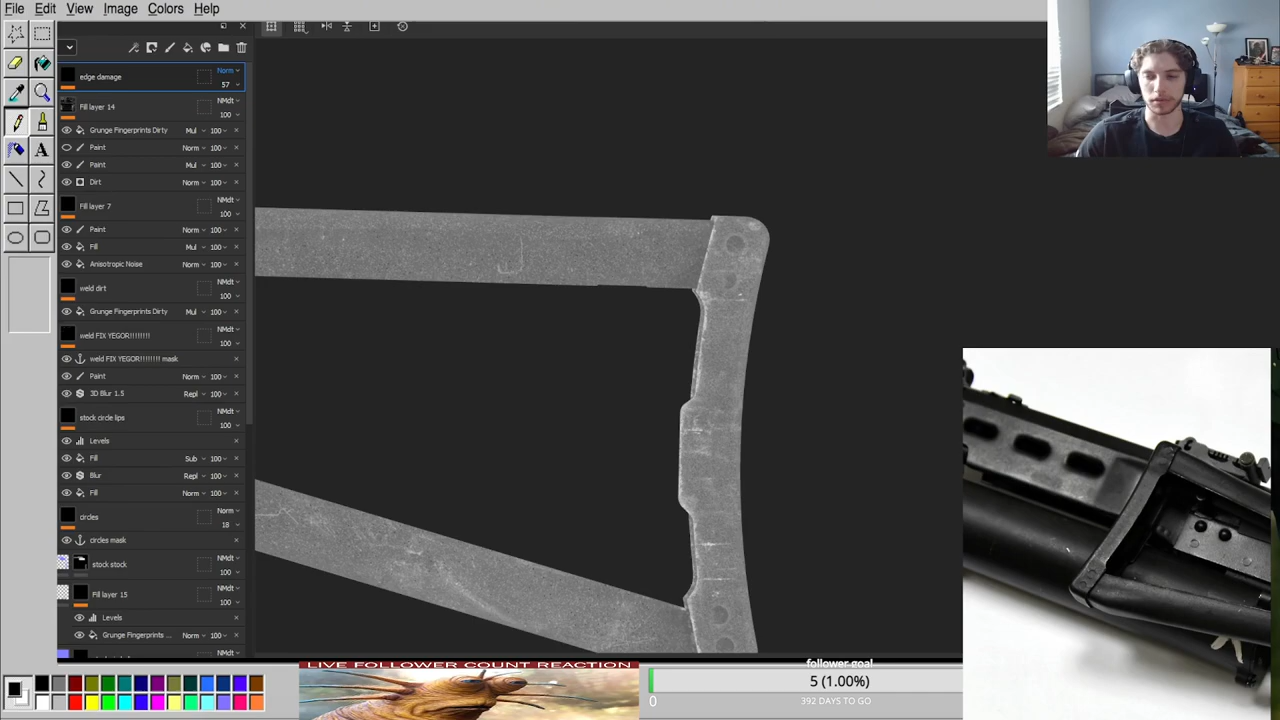 File Edit View Image Colors Help
edge damage Norm 57
Fill layer 14 NMdt 100
Grunge Fingerprints Dirty Mul 100
Paint Norm 100
Paint Mul 100
Dirt Norm 100
Fill layer 7 NMdt 100
Paint Norm 100
Fill Mul 100
Anisotropic Noise Mul 100
weld dirt NMdt 100
Grunge Fingerprints Dirty Mul 100
weld FIX YEGOR!!!!!!!! NMdt 100
weld FIX YEGOR!!!!!!!! mask
Paint Norm 100
3D Blur 1.5 Repl 100
stock circle lips NMdt 100
Levels
Fill Sub 100
Blur Repl 100
Fill Norm 100
circles Norm 18
circles mask
stock stock NMdt 100
Fill layer 15 NMdt 100
Levels
Grunge Fingerprints ... Norm 100
NMdt
A
LIVE FOLLOWER COUNT REACTION
follower goal
5 (1.00%)
0
392 DAYS TO GO